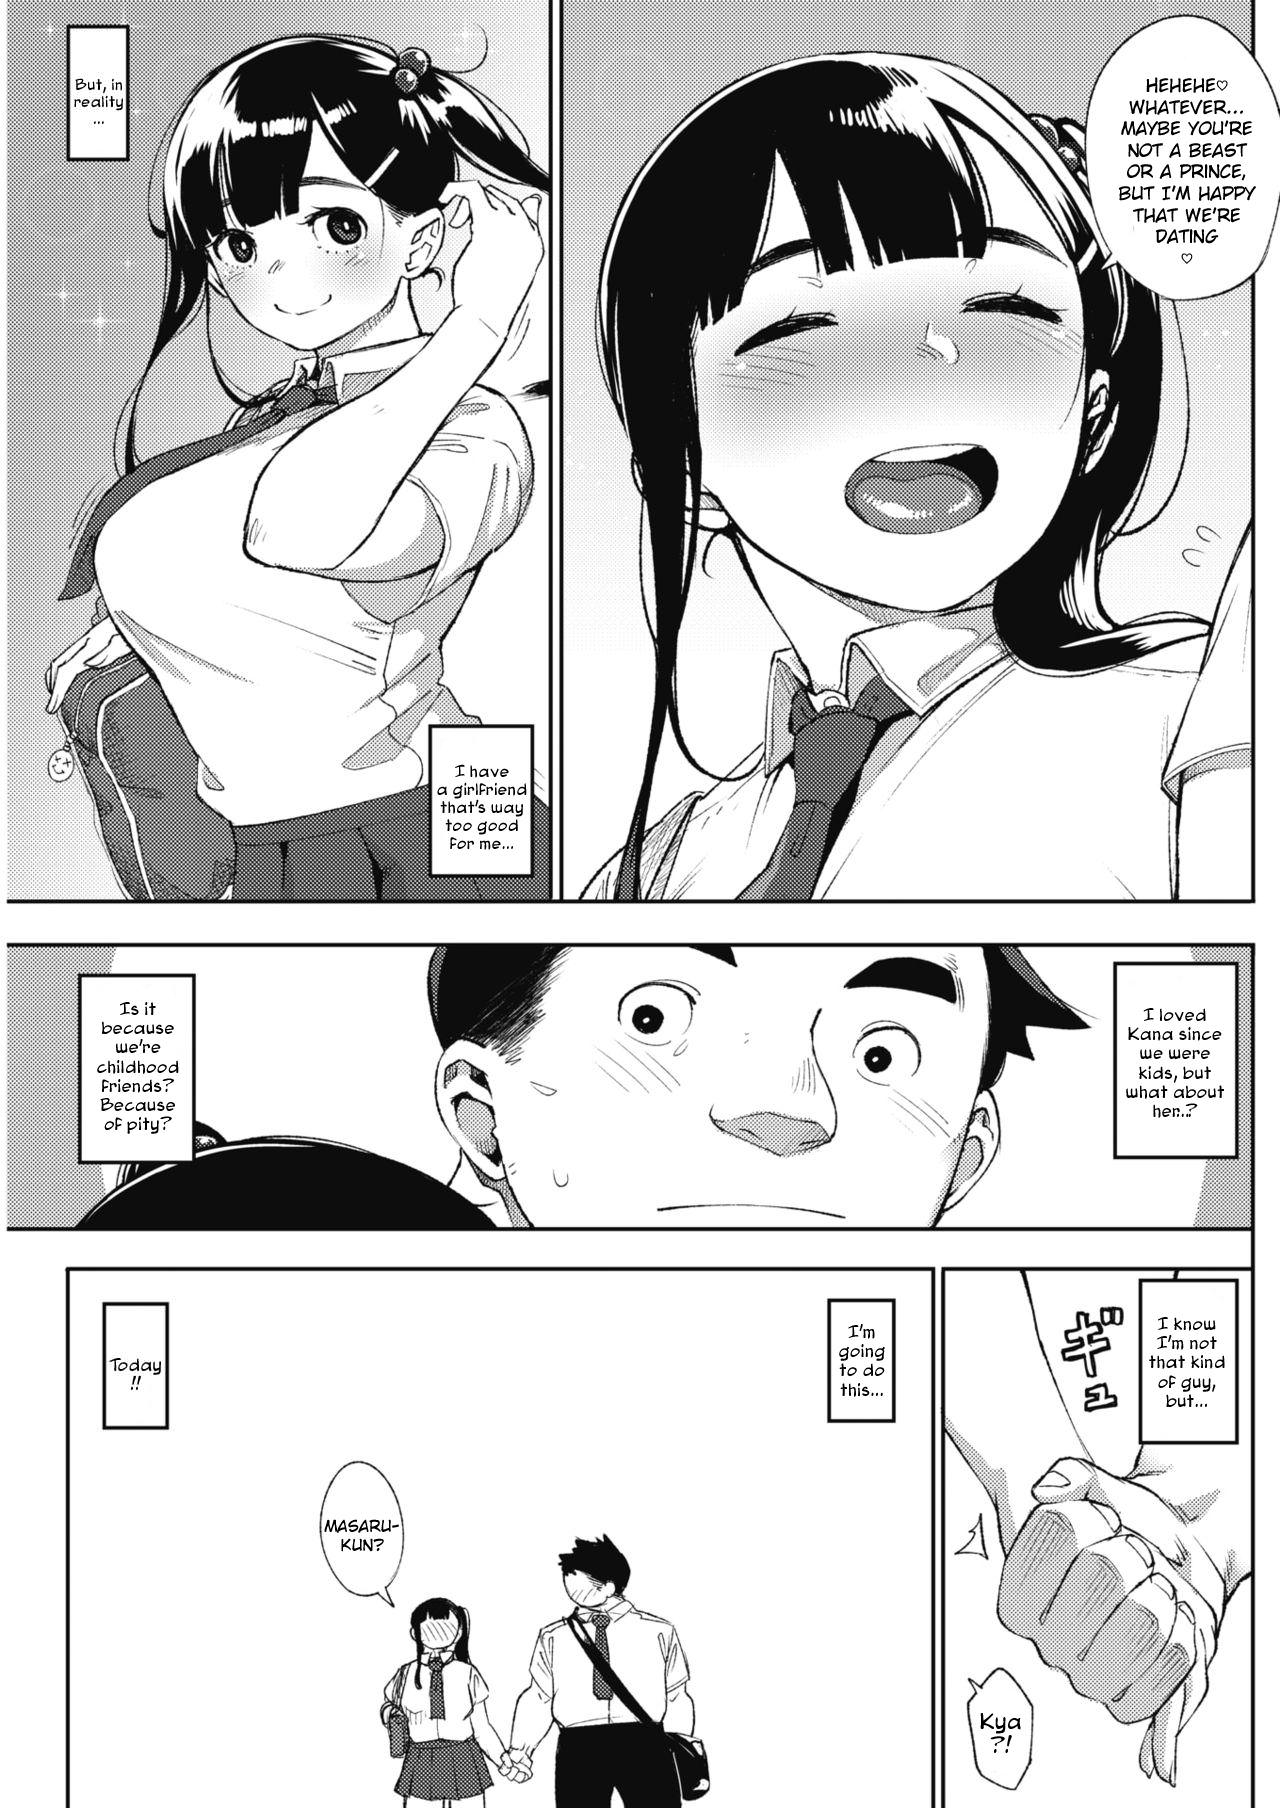 HEHEHE♡
WHATEVER...
MAYBE YOU'RE
NOT A BEAST
OR A PRINCE,
BUT I'M HAPPY
THAT WE'RE
DATING
♡
But, in
reality
...
I have
a girlfriend
that's way
too good
for me...
I loved
Kana since
we were
kids, but
what about
her...?
Is it
because
we're
childhood
friends?
Because
of pity?
I know
I'm not
that kind
of guy,
but...
ギュ
Kya
?!
I'm
going
to do
this...
Today
!!
MASARU-
KUN?